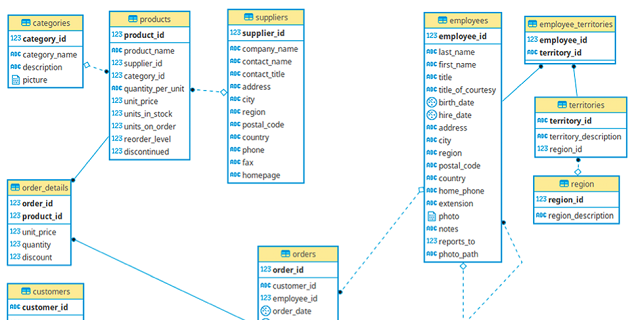 categories
123 category_id
ABC category_name
ABC description
picture
products
123 product_id
ABC product_name
123 supplier_id
123 category_id
ABC quantity_per_unit
123 unit_price
123 units_in_stock
123 units_on_order
123 reorder_level
123 discontinued
suppliers
123 supplier_id
ABC company_name
ABC contact_name
ABC contact_title
ABC address
ABC city
ABC region
ABC postal_code
ABC country
ABC phone
ABC fax
ABC homepage
employees
123 employee_id
ABC last_name
ABC first_name
ABC title
ABC title_of_courtesy
birth_date
hire_date
ABC address
ABC city
ABC region
ABC postal_code
ABC country
ABC home_phone
ABC extension
photo
ABC notes
123 reports_to
ABC photo_path
employee_territories
123 employee_id
ABC territory_id
territories
ABC territory_id
ABC territory_description
123 region_id
region
123 region_id
ABC region_description
order_details
123 order_id
123 product_id
123 unit_price
123 quantity
123 discount
orders
123 order_id
ABC customer_id
123 employee_id
order_date
customers
ABC customer_id